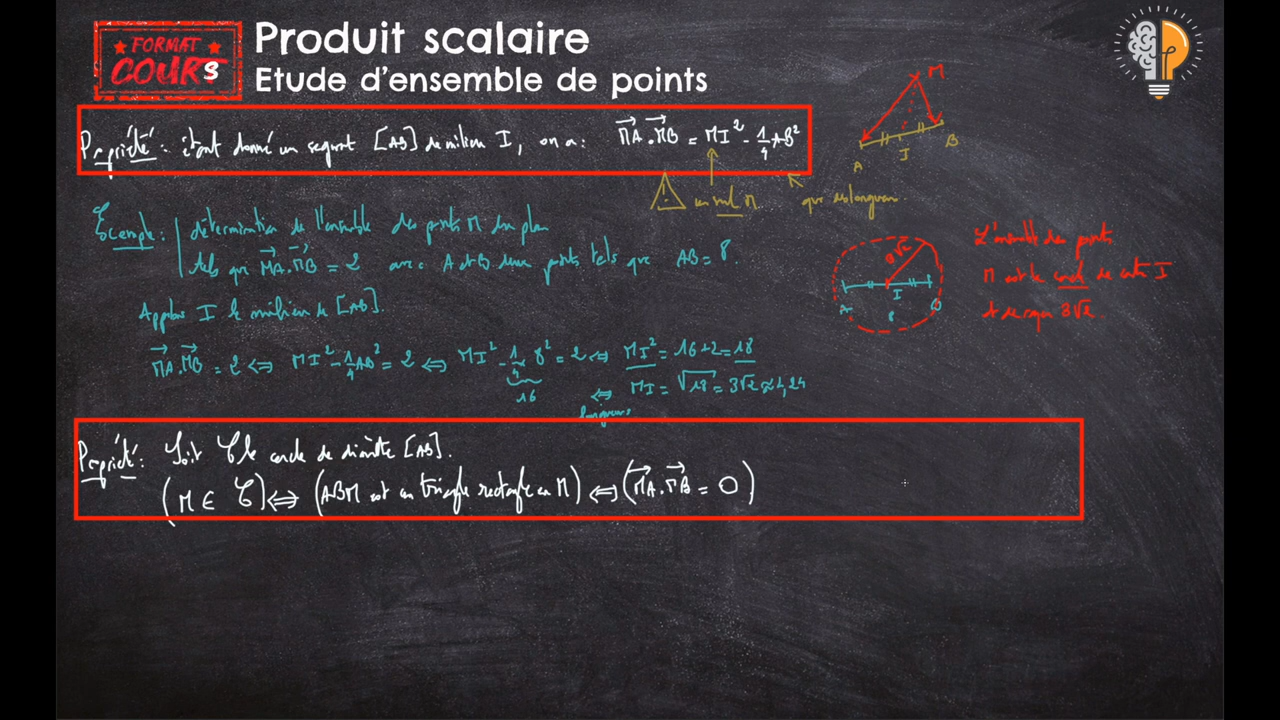 FORMAT
COURS
Produit scalaire
Etude d'ensemble de points
Propriété : étant donné un segment [AB] de milieu I, on a : MA→.MB→ = MI² - 1/4 AB²
M
A
I
B
! un seul M.
que des longueurs.
Exemple : détermination de l'ensemble des points M du plan
tels que MA→.MB→ = 2 avec A et B deux points tels que AB = 8.
Appelons I le milieu de [AB].
MA→.MB→ = 2 ⇔ MI² - 1/4 AB² = 2 ⇔ MI² - 1/4 8² = 2 ⇔ MI² = 16+2 = 18
16
⇔ MI = √18 = 3√2 ≈ 4,24
longueurs
3√2
A
I
8
L'ensemble des points
M est le cercle de centre I
et de rayon 3√2.
Propriété : Soit C le cercle de diamètre [AB].
(M ∈ C) ⇔ (ABM est un triangle rectangle en M) ⇔ (MA→.MB→ = 0)